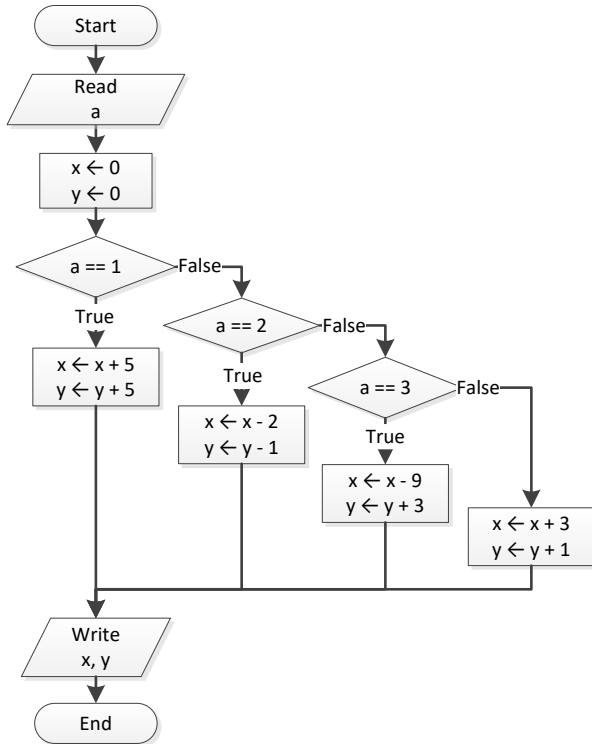 Start
Read
a
x ← 0
y ← 0
a == 1
False
True
a == 2
False
x ← x + 5
y ← y + 5
True
a == 3
False
x ← x - 2
y ← y - 1
True
x ← x - 9
y ← y + 3
x ← x + 3
y ← y + 1
Write
x, y
End